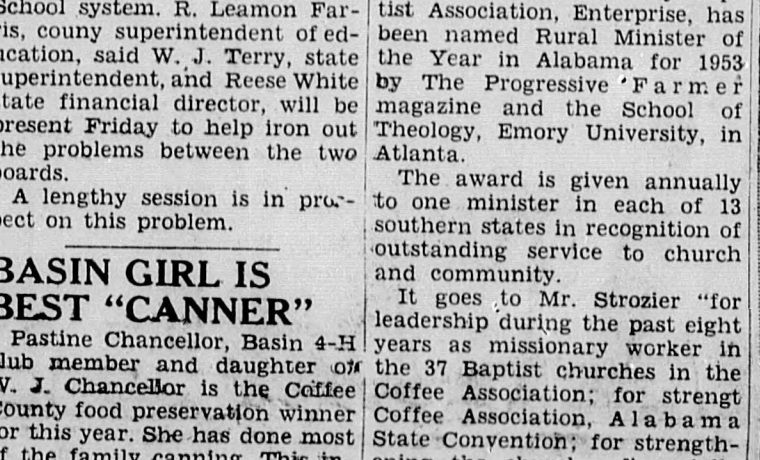 School system. R. Leamon Far-
is, couny superintendent of ed-
cation, said W. J. Terry, state
uperintendent, and Reese White
tate financial director, will be
present Friday to help iron out
he problems between the two
oards.
A lengthy session is in pros-
ect on this problem.
BASIN GIRL IS
BEST "CANNER"
Pastine Chancellor, Basin 4-H
lub member and daughter of
W. J. Chancellor is the Coffee
County food preservation winner
or this year. She has done most
f the family canning. This in
tist Association, Enterprise, has
been named Rural Minister of
the Year in Alabama for 1953
by The Progressive Farmer
magazine and the School of
Theology, Emory University, in
Atlanta.
The award is given annually
to one minister in each of 13
southern states in recognition of
outstanding service to church
and community.
It goes to Mr. Strozier "for
leadership during the past eight
years as missionary worker in
the 37 Baptist churches in the
Coffee Association; for strengt
Coffee Association, Alabama
State Convention; for strength-